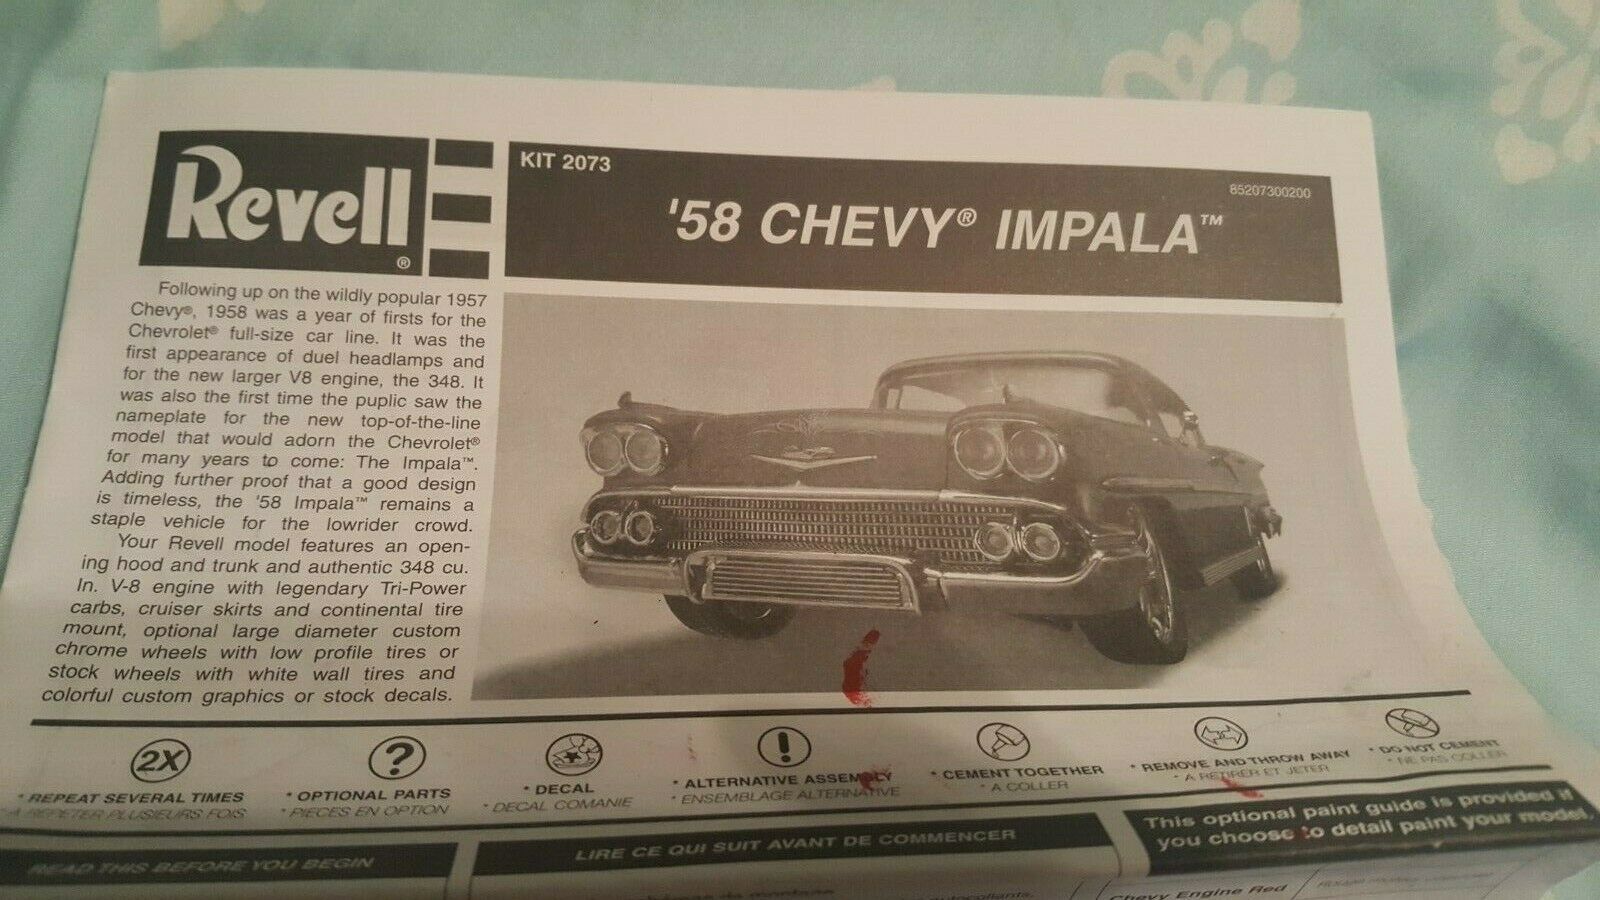 Revell®
KIT 2073
85207300200
'58 CHEVY® IMPALA™
Following up on the wildly popular 1957
Chevy®, 1958 was a year of firsts for the
Chevrolet® full-size car line. It was the
first appearance of duel headlamps and
for the new larger V8 engine, the 348. It
was also the first time the puplic saw the
nameplate for the new top-of-the-line
model that would adorn the Chevrolet®
for many years to come: The Impala™.
Adding further proof that a good design
is timeless, the '58 Impala™ remains a
staple vehicle for the lowrider crowd.
Your Revell model features an open-
ing hood and trunk and authentic 348 cu.
In. V-8 engine with legendary Tri-Power
carbs, cruiser skirts and continental tire
mount, optional large diameter custom
chrome wheels with low profile tires or
stock wheels with white wall tires and
colorful custom graphics or stock decals.
2X
* REPEAT SEVERAL TIMES
* A RÉPÉTER PLUSIEURS FOIS
?
* OPTIONAL PARTS
* PIECES EN OPTION
* DECAL
* DECAL COMANIE
!
* ALTERNATIVE ASSEMBLY
* ENSEMBLAGE ALTERNATIVE
* CEMENT TOGETHER
* A COLLER
* REMOVE AND THROW AWAY
* A RETIRER ET JETER
* DO NOT CEMENT
* NE PAS COLLER
READ THIS BEFORE YOU BEGIN
LIRE CE QUI SUIT AVANT DE COMMENCER
This optional paint guide is provided if
you choose to detail paint your model.
Chevy Engine Red